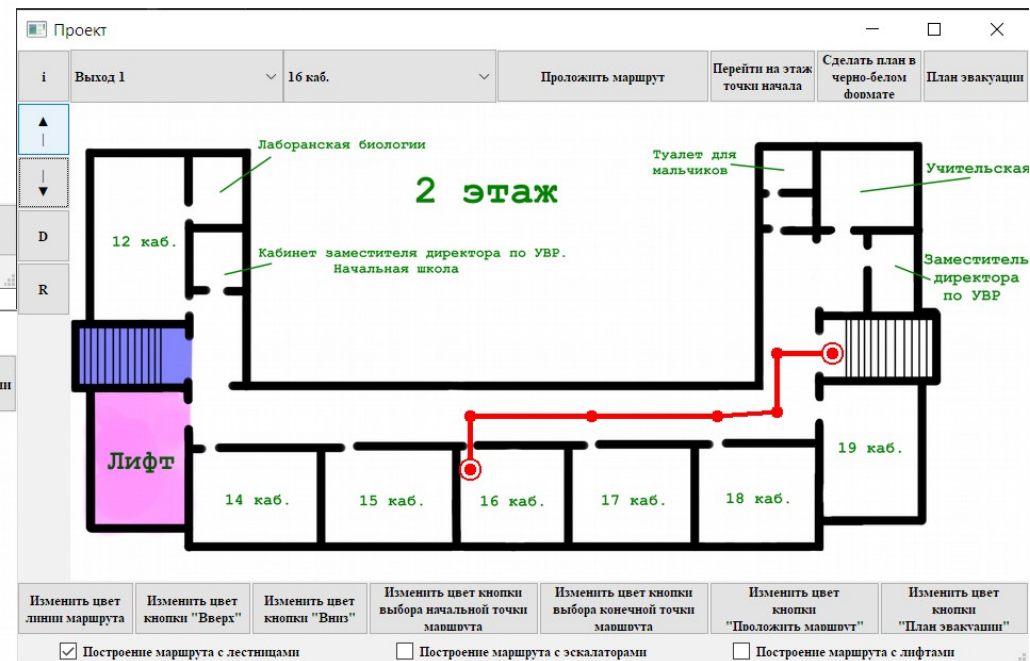 Проект
i
Выход 1
16 каб.
Проложить маршрут
Перейти на этаж
точки начала
Сделать план в
черно-белом
формате
План эвакуации
D
R
Лаборанская биологии
2 этаж
Туалет для
мальчиков
Учительская
12 каб.
Кабинет заместителя директора по УВР.
Начальная школа
Заместитель
директора
по УВР
Лифт
14 каб.
15 каб.
16 каб.
17 каб.
18 каб.
19 каб.
Изменить цвет
линии маршрута
Изменить цвет
кнопки "Вверх"
Изменить цвет
кнопки "Вниз"
Изменить цвет кнопки
выбора начальной точки
маршрута
Изменить цвет кнопки
выбора конечной точки
маршрута
Изменить цвет
кнопки
"Проложить маршрут"
Изменить цвет
кнопки
"План эвакуации"
Построение маршрута с лестницами
Построение маршрута с эскалаторами
Построение маршрута с лифтами